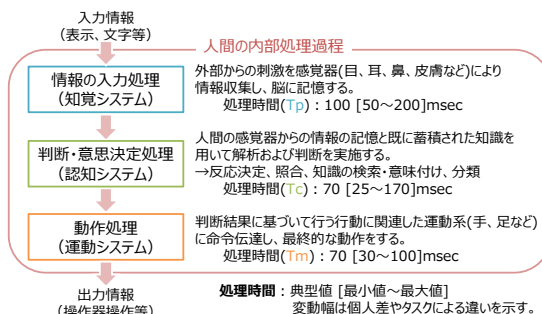 入力情報
(表示、文字等)
人間の内部処理過程
情報の入力処理
(知覚システム)
外部からの刺激を感覚器(目、耳、鼻、皮膚など)により
情報収集し、脳に記憶する。
処理時間(Tp)：100 [50～200]msec
判断・意思決定処理
(認知システム)
人間の感覚器からの情報の記憶と既に蓄積された知識を
用いて解析および判断を実施する。
→反応決定、照合、知識の検索・意味付け、分類
処理時間(Tc)：70 [25～170]msec
動作処理
(運動システム)
判断結果に基づいて行う行動に関連した運動系(手、足など)
に命令伝達し、最終的な動作をする。
処理時間(Tm)：70 [30～100]msec
出力情報
(操作器操作等)
処理時間：典型値 [最小値～最大値]
変動幅は個人差やタスクによる違いを示す。